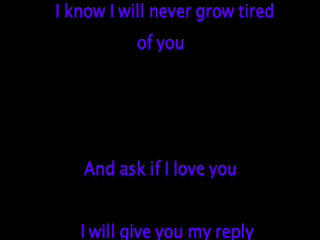 I know I will never grow tired
of you
And ask if I love you
I will give you my reply